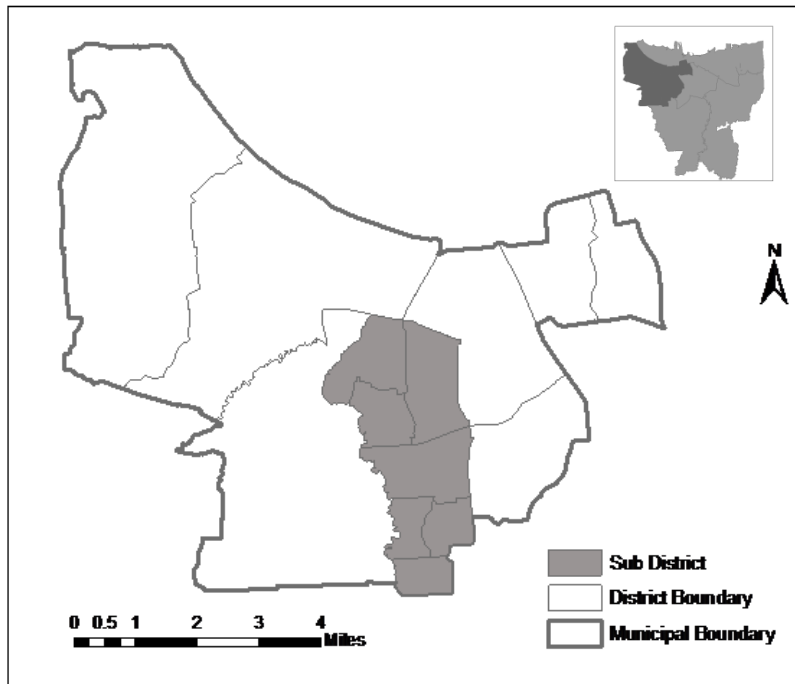 N
Sub District
District Boundary
Municipal Boundary
0 0.5 1 2 3 4
Miles